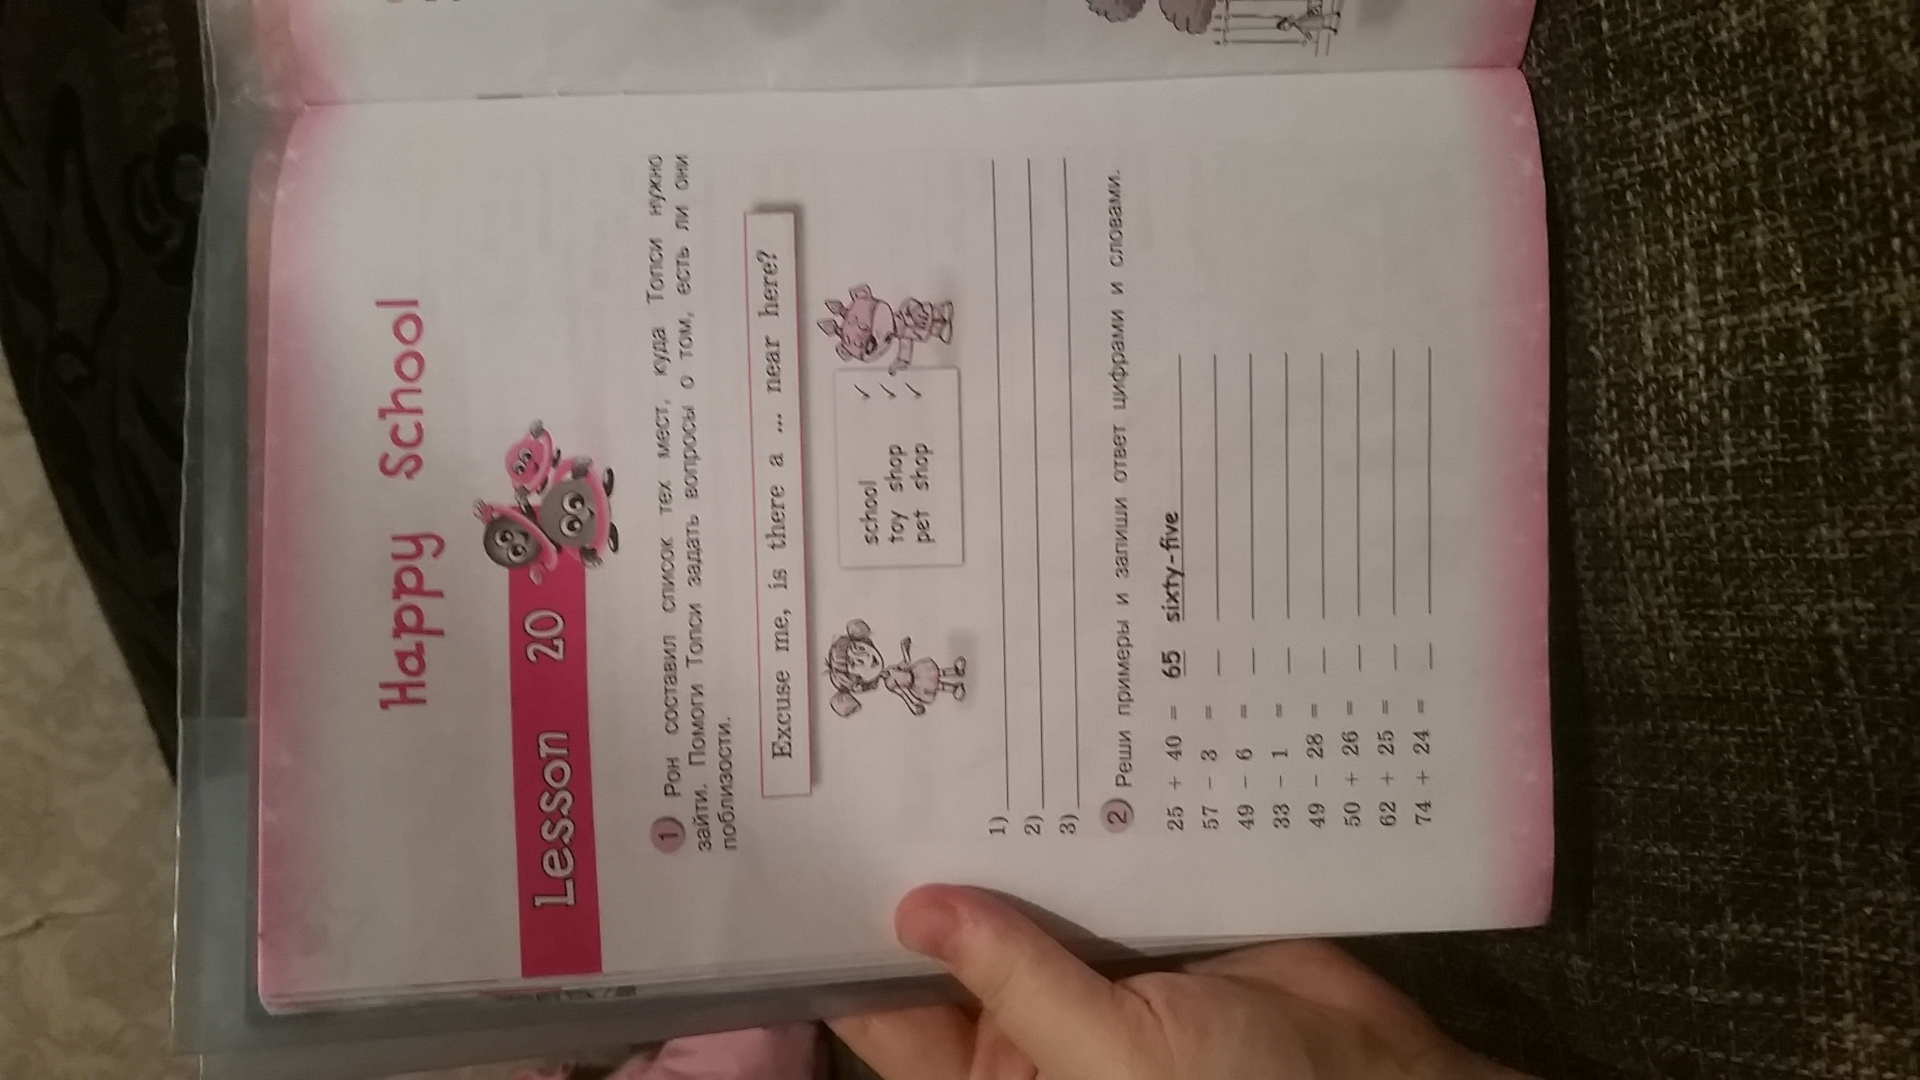 Happy School
Lesson 20
1 Рон составил список тех мест, куда Топси нужно
зайти. Помоги Топси задать вопросы о том, есть ли они
поблизости.
Excuse me, is there a ... near here?
school ✓
toy shop ✓
pet shop ✓
1)
2)
3)
2 Реши примеры и запиши ответ цифрами и словами.
25 + 40 = 65 sixty-five
57 − 3 =
49 − 6 =
33 − 1 =
49 − 28 =
50 + 26 =
62 + 25 =
74 + 24 =